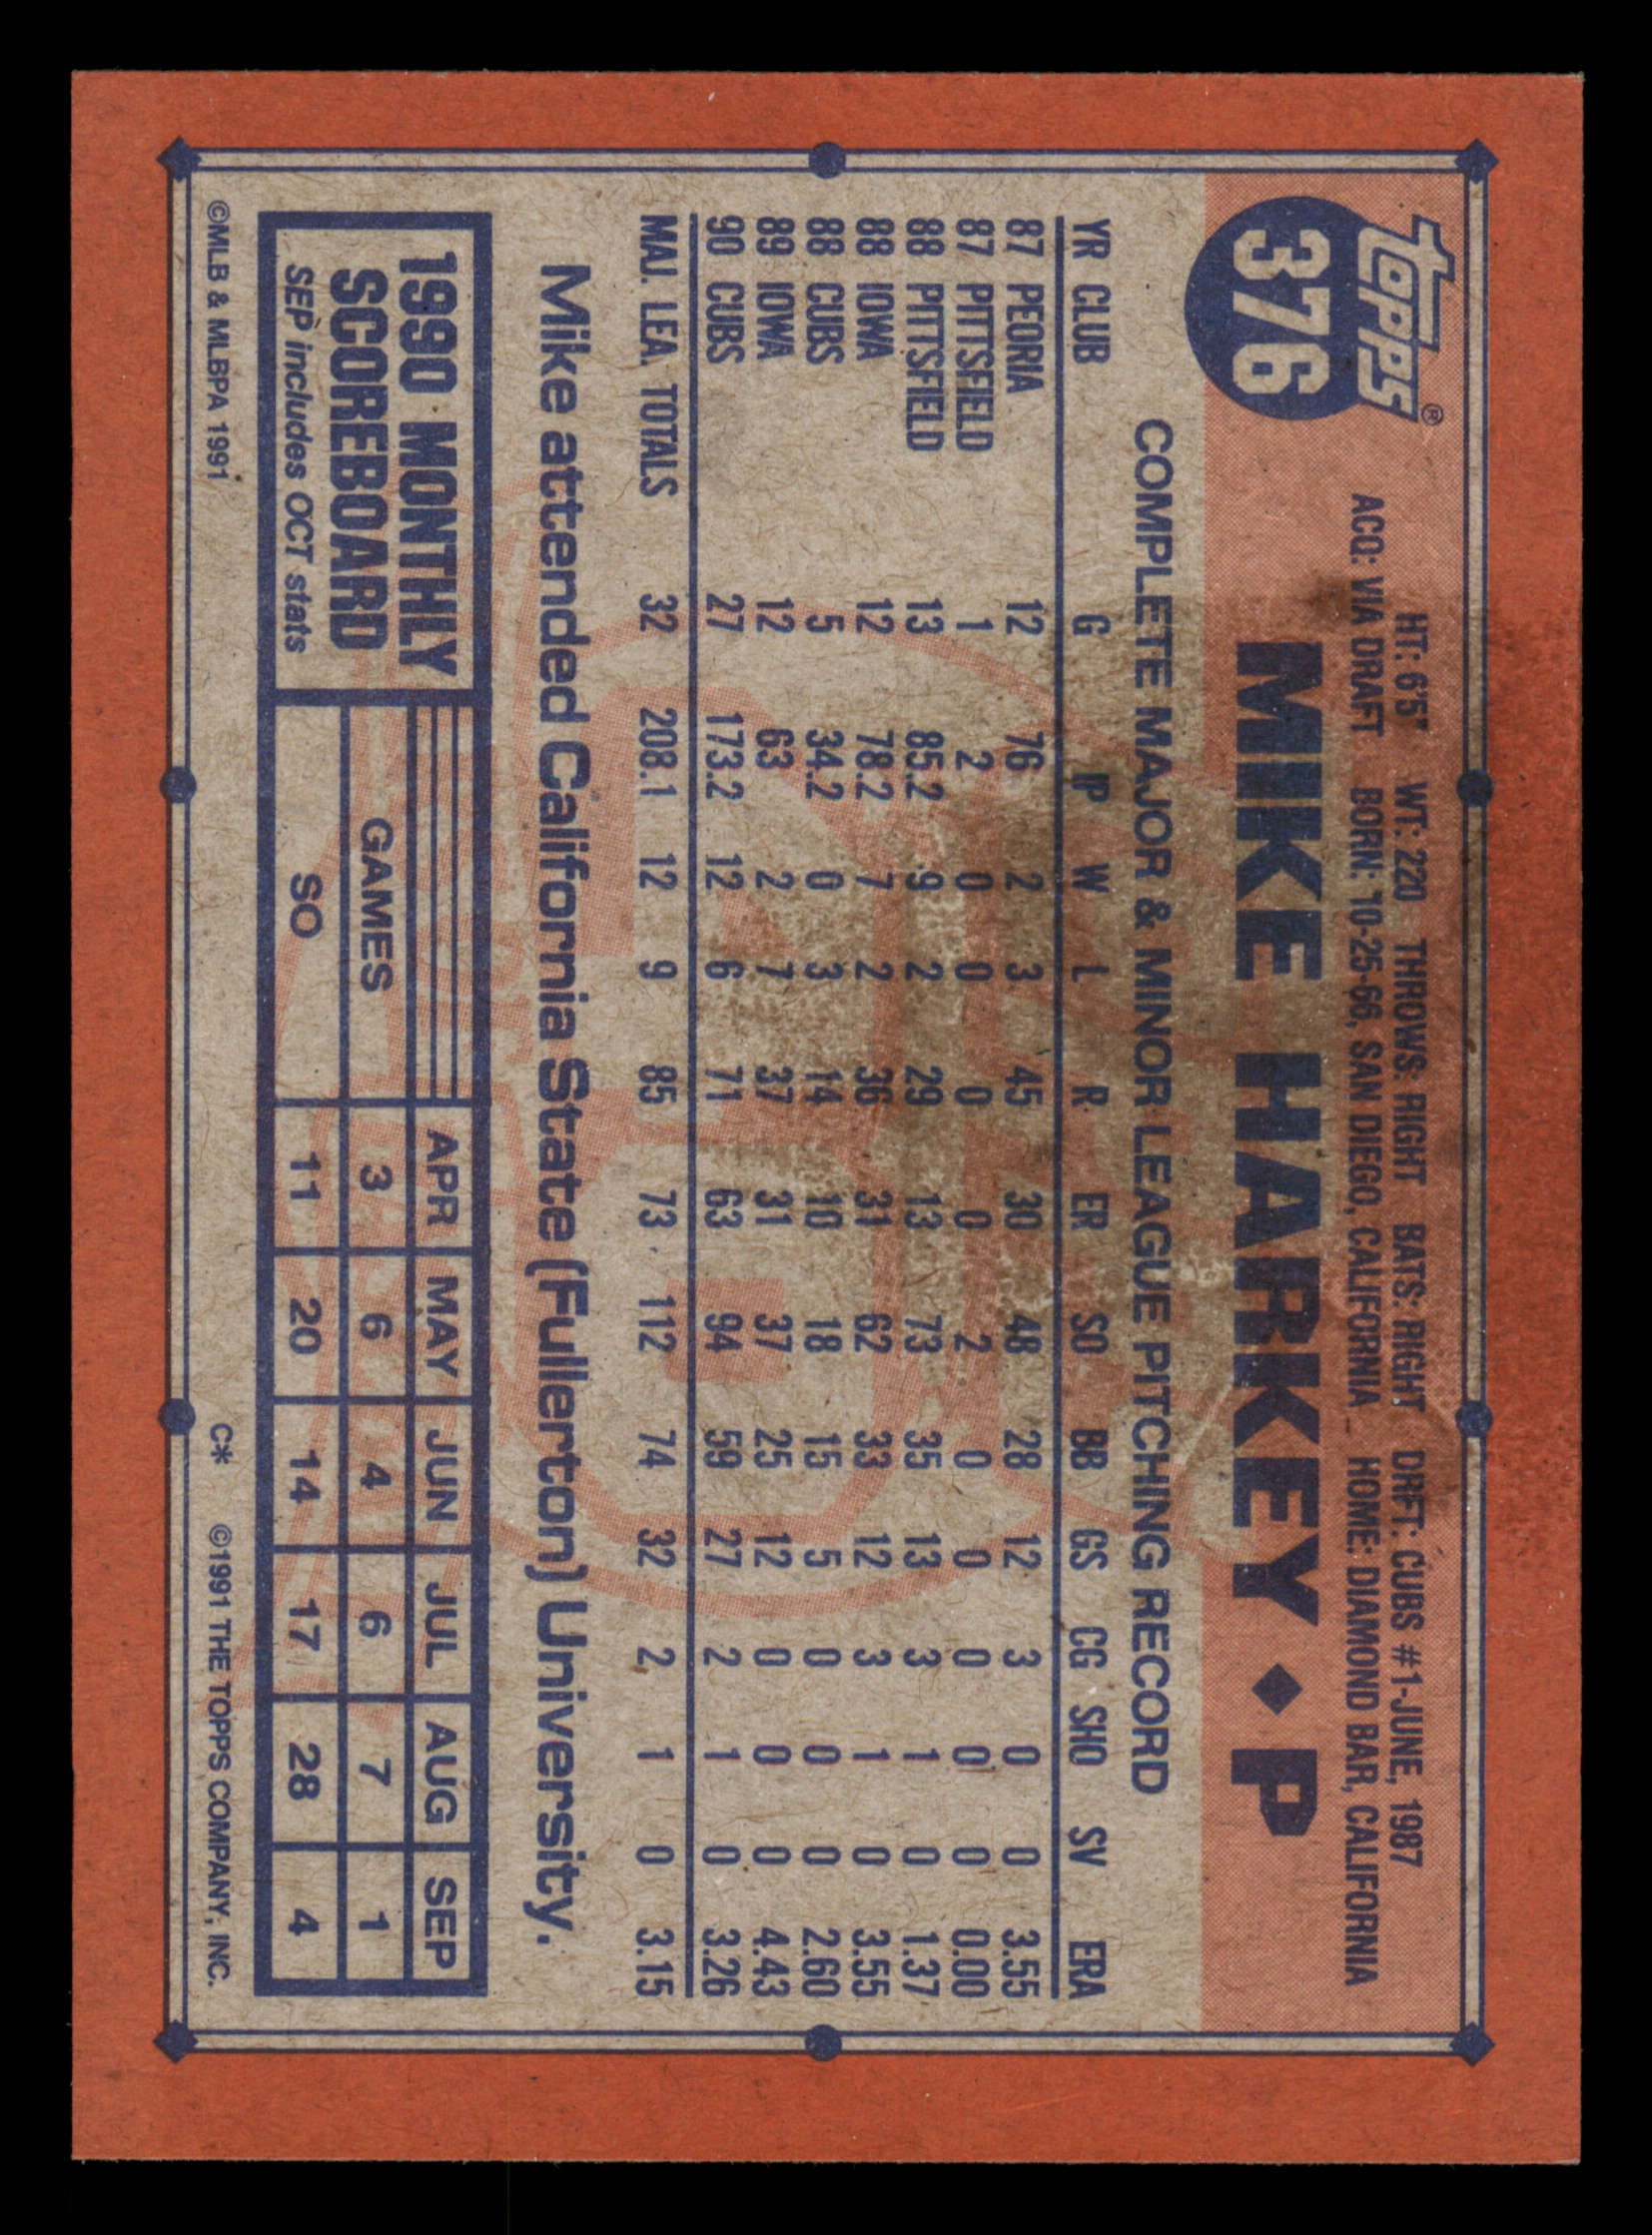 topps®
376
HT: 6'5" WT: 220 THROWS: RIGHT BATS: RIGHT DRFT: CUBS #1-JUNE, 1987
ACQ: VIA DRAFT BORN: 10-25-66, SAN DIEGO, CALIFORNIA HOME: DIAMOND BAR, CALIFORNIA
MIKE HARKEY ◆ P
COMPLETE MAJOR & MINOR LEAGUE PITCHING RECORD
YR CLUB G IP W L R ER SO BB GS CG SHO SV ERA
87 PEORIA 12 76 2 3 45 30 48 28 12 3 0 0 3.55
87 PITTSFIELD 1 2 0 0 0 0 2 0 0 0 0 0 0.00
88 PITTSFIELD 13 85.2 9 2 29 13 73 35 13 3 1 0 1.37
88 IOWA 12 78.2 7 2 36 31 62 33 12 3 1 0 3.55
88 CUBS 5 34.2 0 3 14 10 18 15 5 0 0 0 2.60
89 IOWA 12 63 2 7 37 31 37 25 12 0 0 0 4.43
90 CUBS 27 173.2 12 6 71 63 94 59 27 2 1 0 3.26
MAJ. LEA. TOTALS 32 208.1 12 9 85 73 112 74 32 2 1 0 3.15
Mike attended California State (Fullerton) University.
1990 MONTHLY
SCOREBOARD
SEP includes OCT stats
APR MAY JUN JUL AUG SEP
GAMES 3 6 4 6 7 1
SO 11 20 14 17 28 4
©MLB & MLBPA 1991 C* ©1991 THE TOPPS COMPANY, INC.